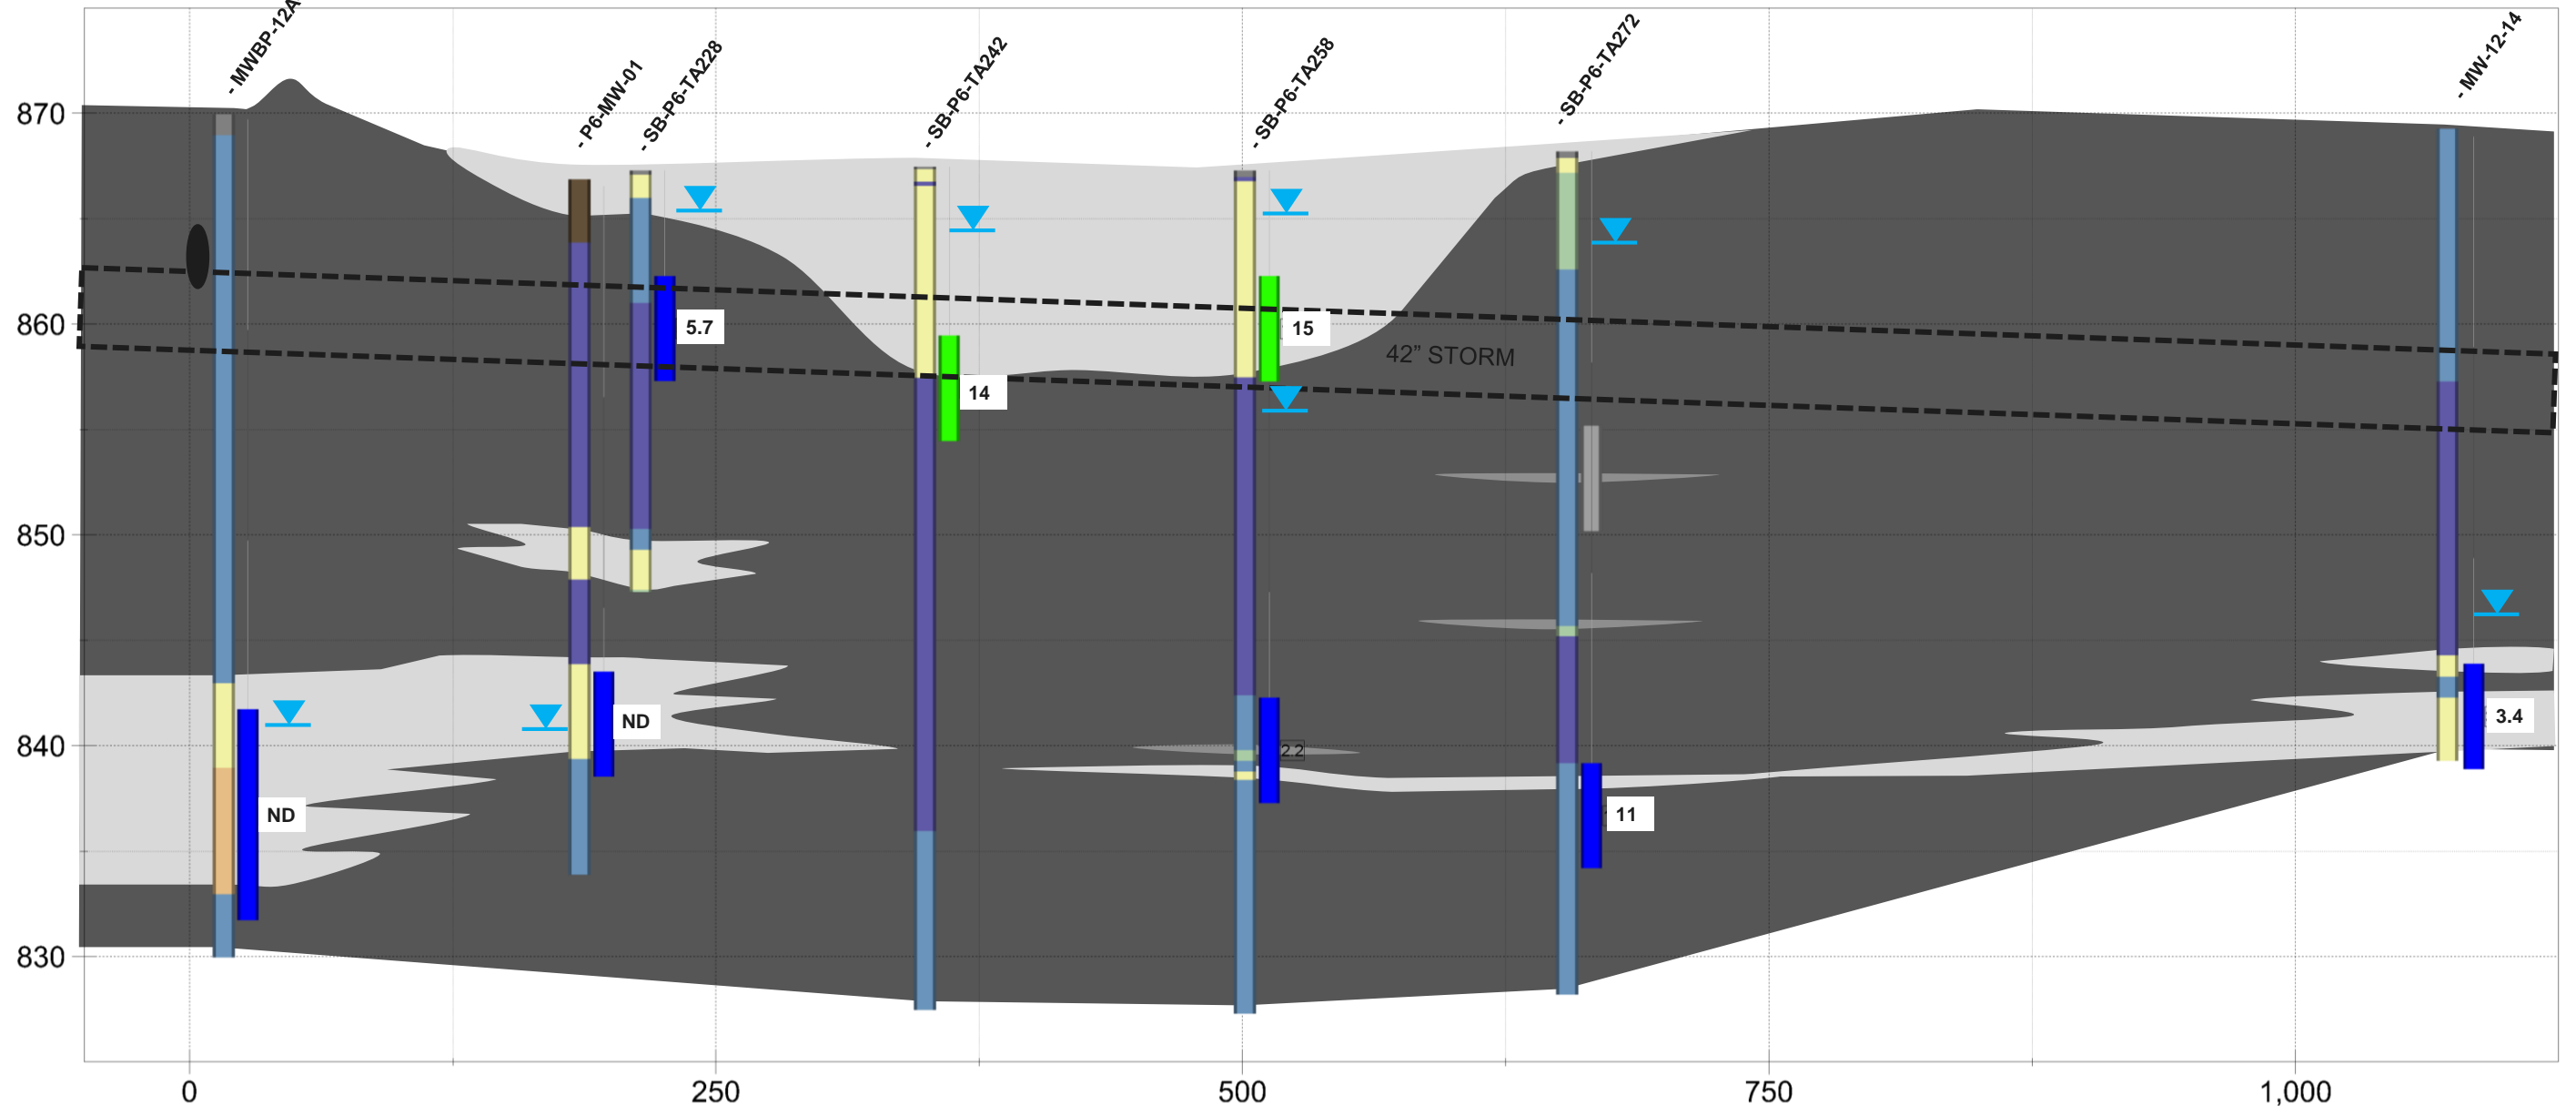 - MWBP-12A
- P6-MW-01
- SB-P6-TA228
- SB-P6-TA242
- SB-P6-TA258
- SB-P6-TA272
- MW-12-14
870
860
850
840
830
5.7
14
15
42” STORM
ND
ND
2.2
11
3.4
0
250
500
750
1,000